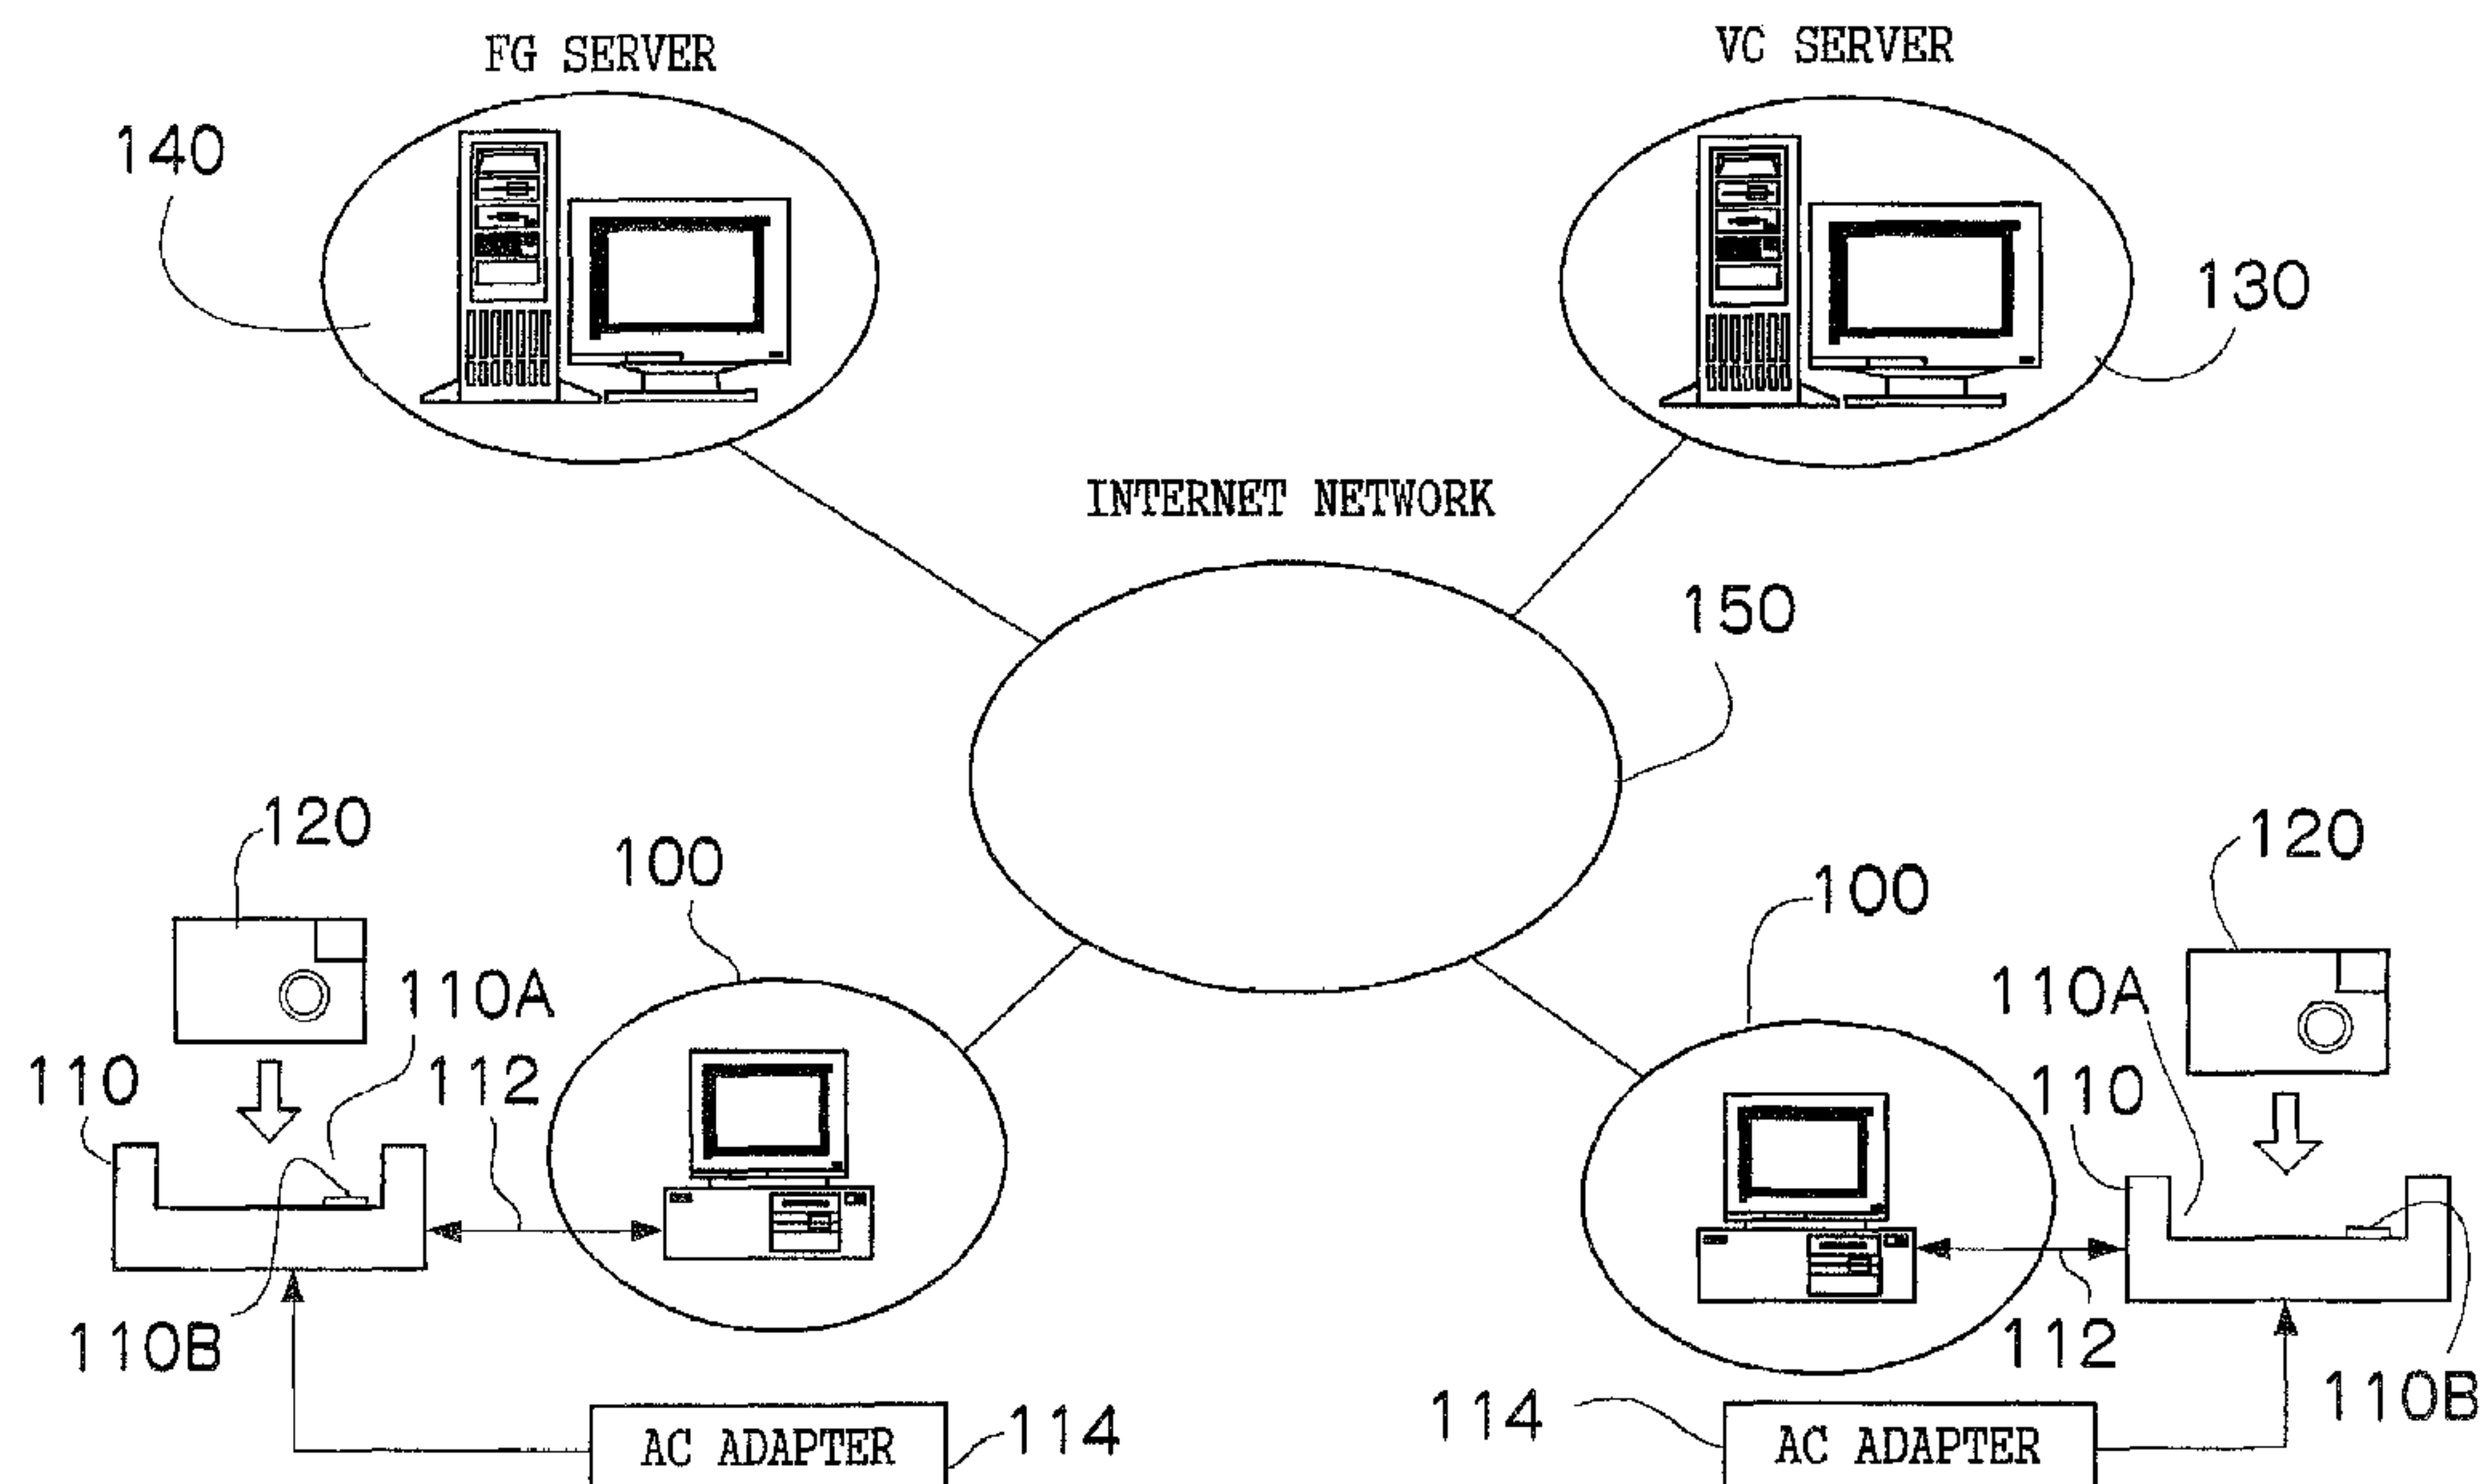 FG SERVER
VC SERVER
140
130
INTERNET NETWORK
150
120
120
100
100
110A
110A
110
112
110
110B
112
110B
AC ADAPTER
114
114
AC ADAPTER